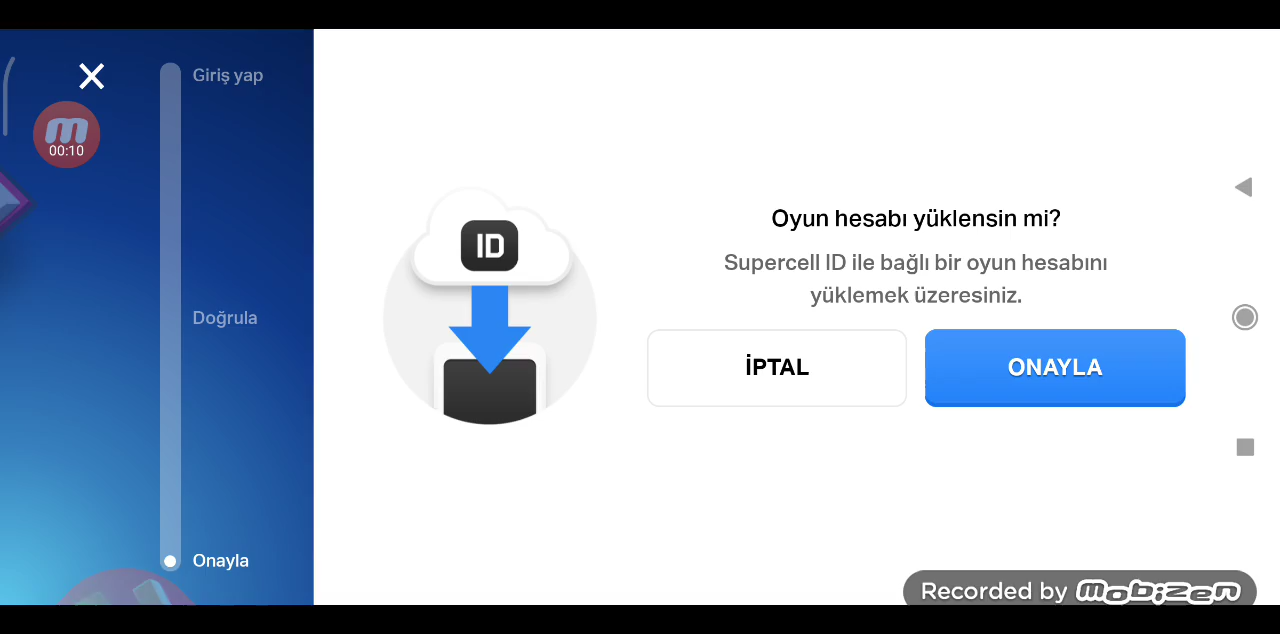 Giriş yap
00:10
ID
Oyun hesabı yüklensin mi?
Supercell ID ile bağlı bir oyun hesabını
yüklemek üzeresiniz.
İPTAL
ONAYLA
Doğrula
Onayla
Recorded by mobizen